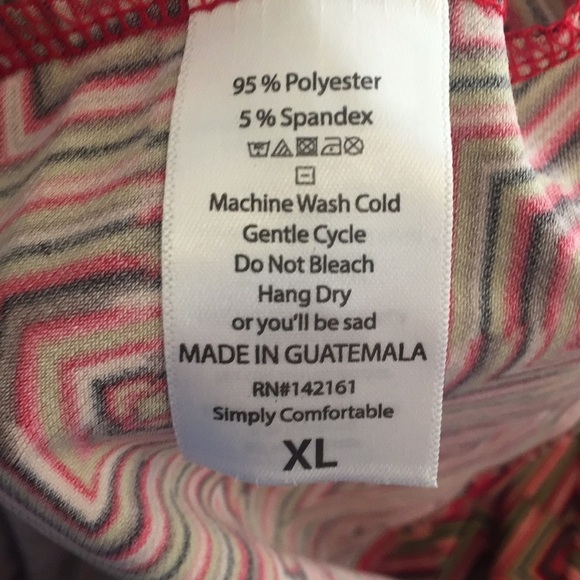 95 % Polyester
5 % Spandex
Machine Wash Cold
Gentle Cycle
Do Not Bleach
Hang Dry
or you'll be sad
MADE IN GUATEMALA
RN#142161
Simply Comfortable
XL